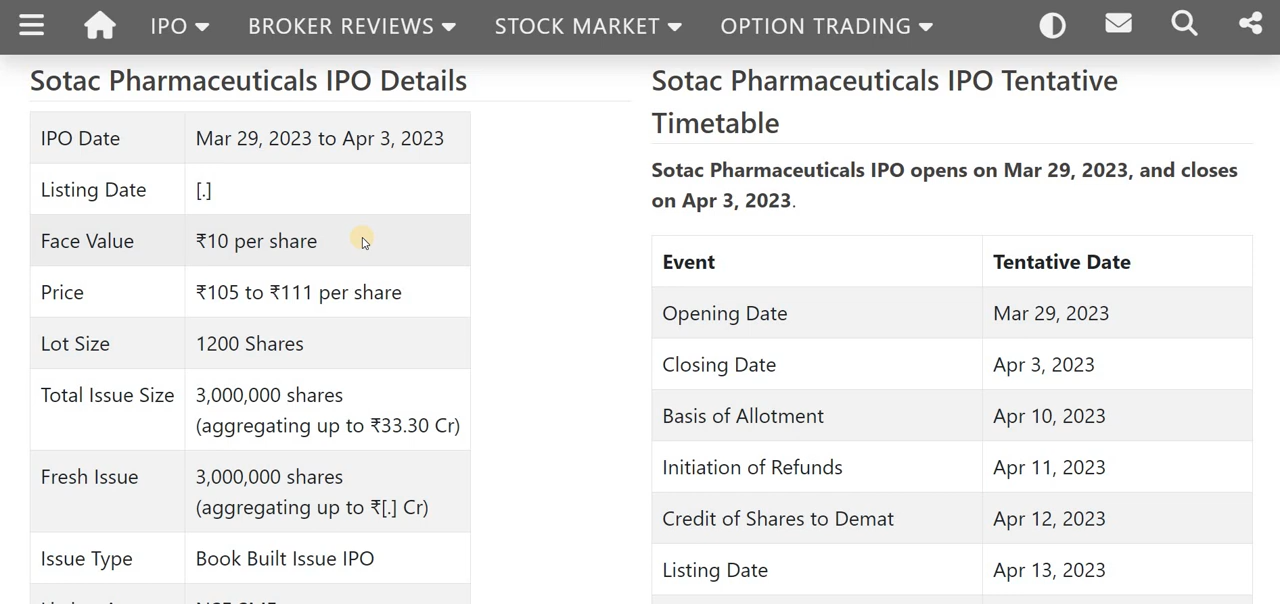 IPO BROKER REVIEWS STOCK MARKET OPTION TRADING
Sotac Pharmaceuticals IPO Details
IPO Date Mar 29, 2023 to Apr 3, 2023
Listing Date [.]
Face Value ₹10 per share
Price ₹105 to ₹111 per share
Lot Size 1200 Shares
Total Issue Size 3,000,000 shares
(aggregating up to ₹33.30 Cr)
Fresh Issue 3,000,000 shares
(aggregating up to ₹[.] Cr)
Issue Type Book Built Issue IPO
Sotac Pharmaceuticals IPO Tentative
Timetable
Sotac Pharmaceuticals IPO opens on Mar 29, 2023, and closes
on Apr 3, 2023.
Event Tentative Date
Opening Date Mar 29, 2023
Closing Date Apr 3, 2023
Basis of Allotment Apr 10, 2023
Initiation of Refunds Apr 11, 2023
Credit of Shares to Demat Apr 12, 2023
Listing Date Apr 13, 2023